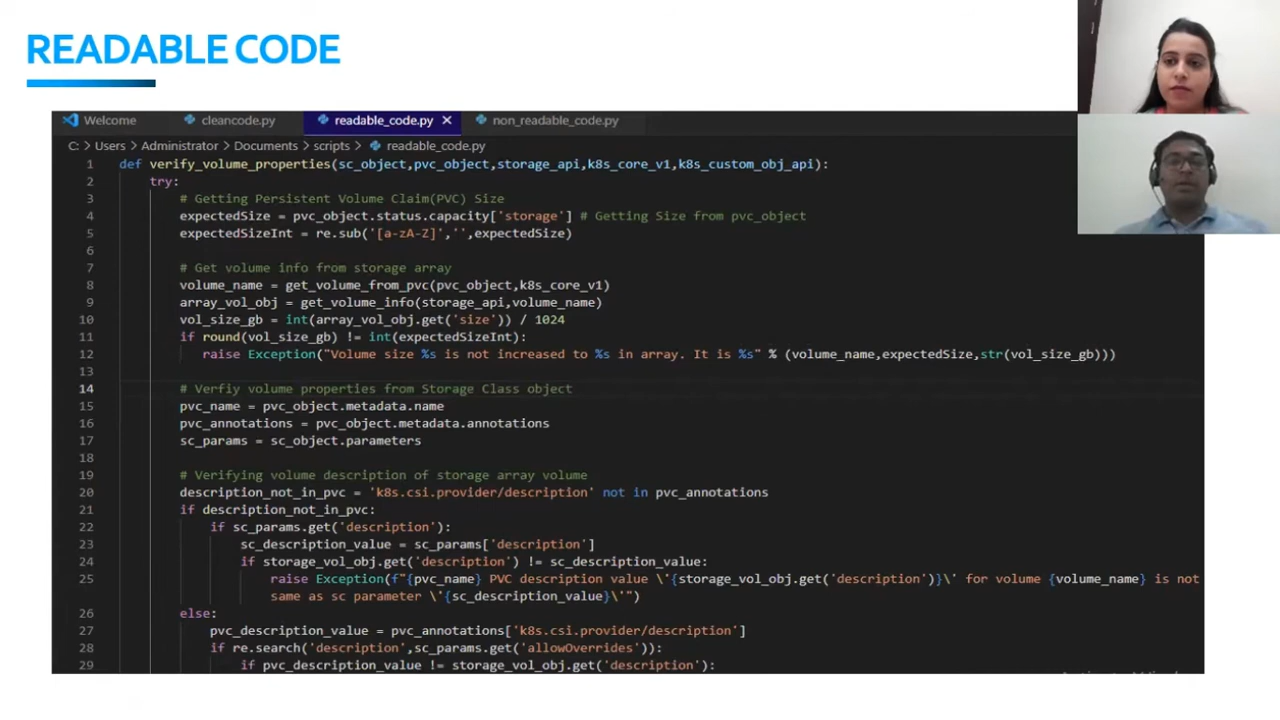 READABLE CODE
Welcome cleancode.py readable_code.py × non_readable_code.py
C: > Users > Administrator > Documents > scripts > readable_code.py
1 def verify_volume_properties(sc_object,pvc_object,storage_api,k8s_core_v1,k8s_custom_obj_api):
2 try:
3 # Getting Persistent Volume Claim(PVC) Size
4 expectedSize = pvc_object.status.capacity['storage'] # Getting Size from pvc_object
5 expectedSizeInt = re.sub('[a-zA-Z]','',expectedSize)
6
7 # Get volume info from storage array
8 volume_name = get_volume_from_pvc(pvc_object,k8s_core_v1)
9 array_vol_obj = get_volume_info(storage_api,volume_name)
10 vol_size_gb = int(array_vol_obj.get('size')) / 1024
11 if round(vol_size_gb) != int(expectedSizeInt):
12 raise Exception("Volume size %s is not increased to %s in array. It is %s" % (volume_name,expectedSize,str(vol_size_gb)))
13
14 # Verfiy volume properties from Storage Class object
15 pvc_name = pvc_object.metadata.name
16 pvc_annotations = pvc_object.metadata.annotations
17 sc_params = sc_object.parameters
18
19 # Verifying volume description of storage array volume
20 description_not_in_pvc = 'k8s.csi.provider/description' not in pvc_annotations
21 if description_not_in_pvc:
22 if sc_params.get('description'):
23 sc_description_value = sc_params['description']
24 if storage_vol_obj.get('description') != sc_description_value:
25 raise Exception(f"{pvc_name} PVC description value \'{storage_vol_obj.get('description')}\' for volume {volume_name} is not
same as sc parameter \'{sc_description_value}\'")
26 else:
27 pvc_description_value = pvc_annotations['k8s.csi.provider/description']
28 if re.search('description',sc_params.get('allowOverrides')):
29 if pvc_description_value != storage_vol_obj.get('description'):